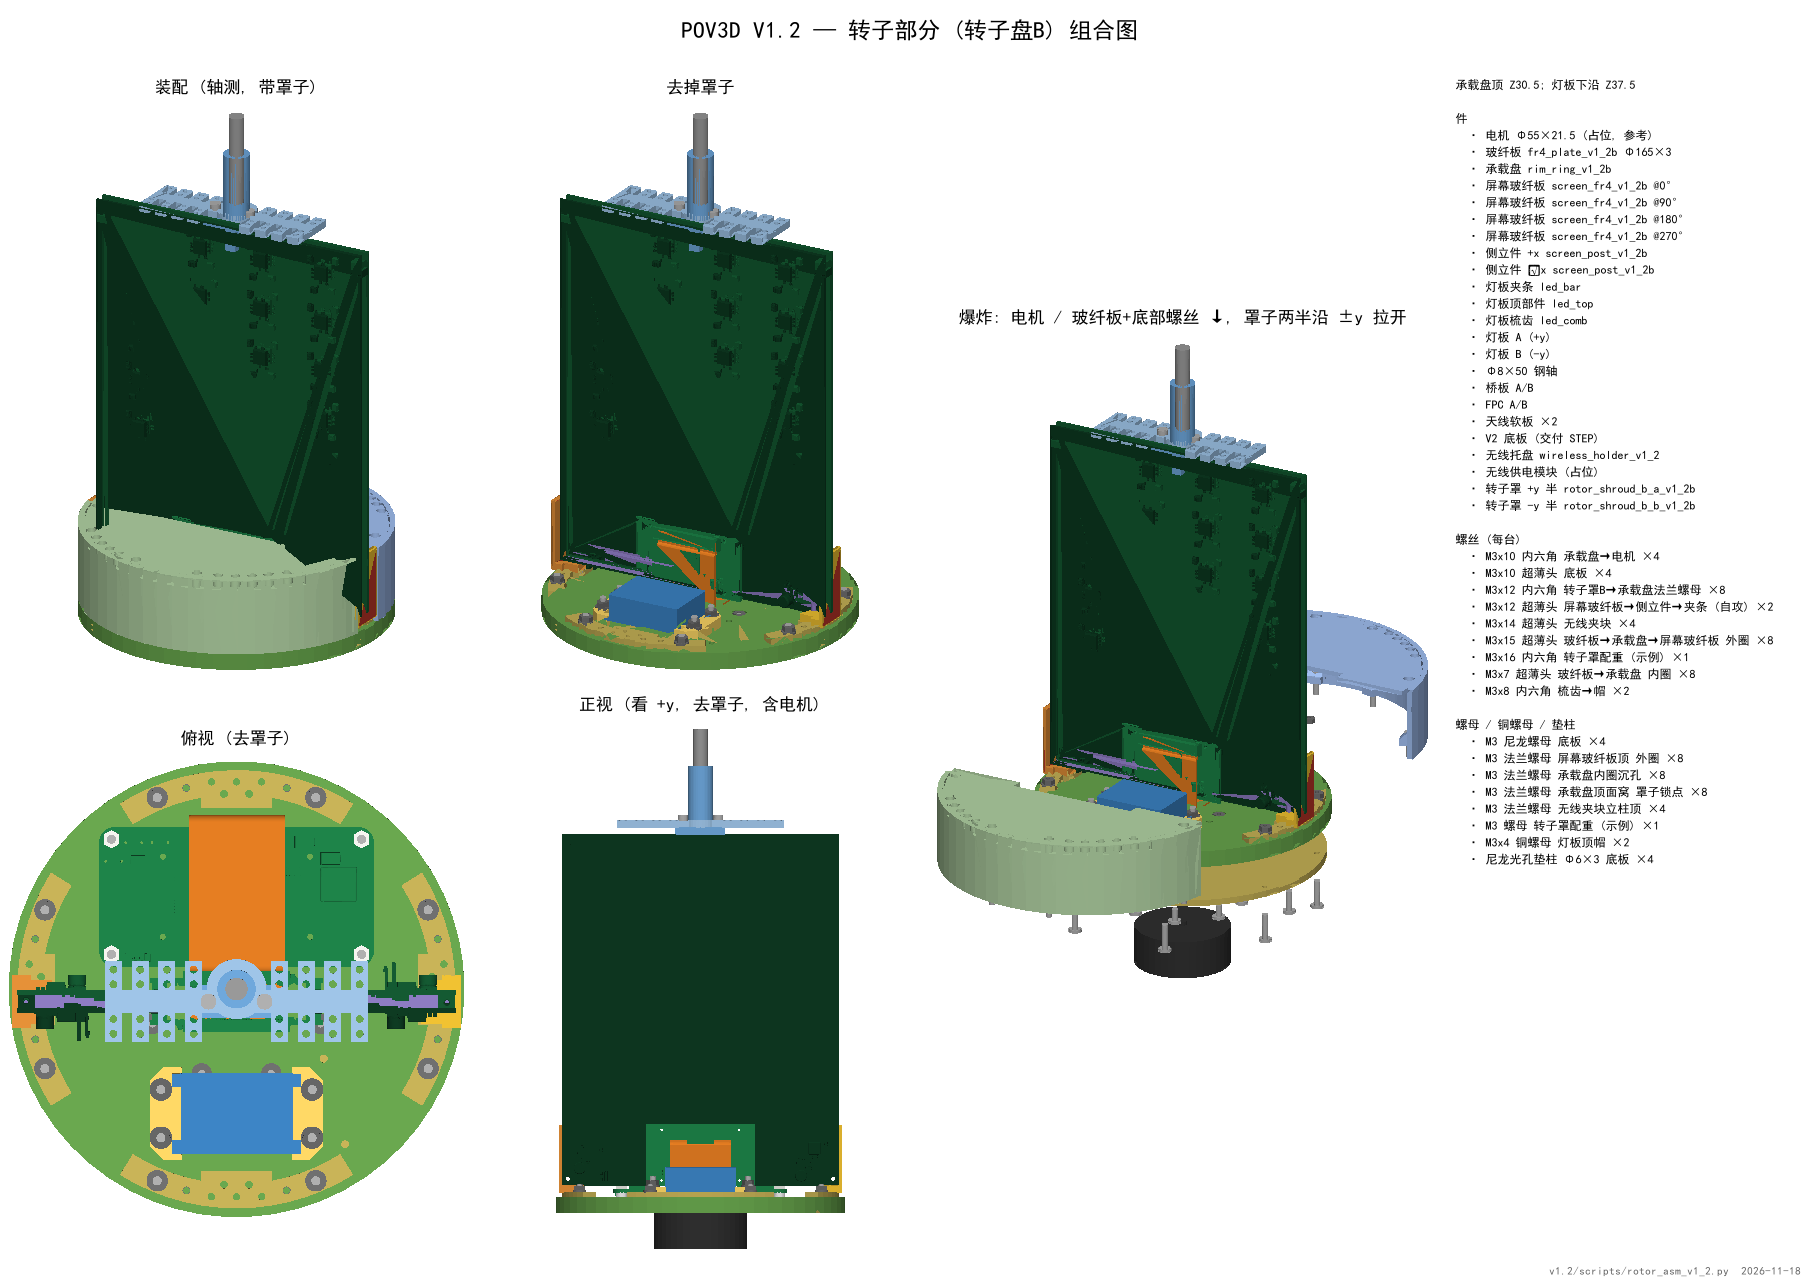 POV3D V1.2 — 转子部分 (转子盘B) 组合图
装配 (轴测, 带罩子)
去掉罩子
爆炸: 电机 / 玻纤板+底部螺丝 ↓, 罩子两半沿 ±y 拉开
俯视 (去罩子)
正视 (看 +y, 去罩子, 含电机)
承载盘顶 Z30.5; 灯板下沿 Z37.5
件
· 电机 Φ55×21.5 (占位, 参考)
· 玻纤板 fr4_plate_v1_2b Φ165×3
· 承载盘 rim_ring_v1_2b
· 屏幕玻纤板 screen_fr4_v1_2b @0°
· 屏幕玻纤板 screen_fr4_v1_2b @90°
· 屏幕玻纤板 screen_fr4_v1_2b @180°
· 屏幕玻纤板 screen_fr4_v1_2b @270°
· 侧立件 +x screen_post_v1_2b
· 侧立件 x screen_post_v1_2b
· 灯板夹条 led_bar
· 灯板顶部件 led_top
· 灯板梳齿 led_comb
· 灯板 A (+y)
· 灯板 B (-y)
· Φ8×50 钢轴
· 桥板 A/B
· FPC A/B
· 天线软板 ×2
· V2 底板 (交付 STEP)
· 无线托盘 wireless_holder_v1_2
· 无线供电模块 (占位)
· 转子罩 +y 半 rotor_shroud_b_a_v1_2b
· 转子罩 -y 半 rotor_shroud_b_b_v1_2b
螺丝 (每台)
· M3x10 内六角 承载盘→电机 ×4
· M3x10 超薄头 底板 ×4
· M3x12 内六角 转子罩B→承载盘法兰螺母 ×8
· M3x12 超薄头 屏幕玻纤板→侧立件→夹条 (自攻) ×2
· M3x14 超薄头 无线夹块 ×4
· M3x15 超薄头 玻纤板→承载盘→屏幕玻纤板 外圈 ×8
· M3x16 内六角 转子罩配重 (示例) ×1
· M3x7 超薄头 玻纤板→承载盘 内圈 ×8
· M3x8 内六角 梳齿→帽 ×2
螺母 / 铜螺母 / 垫柱
· M3 尼龙螺母 底板 ×4
· M3 法兰螺母 屏幕玻纤板顶 外圈 ×8
· M3 法兰螺母 承载盘内圈沉孔 ×8
· M3 法兰螺母 承载盘顶面窝 罩子锁点 ×8
· M3 法兰螺母 无线夹块立柱顶 ×4
· M3 螺母 转子罩配重 (示例) ×1
· M3x4 铜螺母 灯板顶帽 ×2
· 尼龙光孔垫柱 Φ6×3 底板 ×4
v1.2/scripts/rotor_asm_v1_2.py 2026-11-18